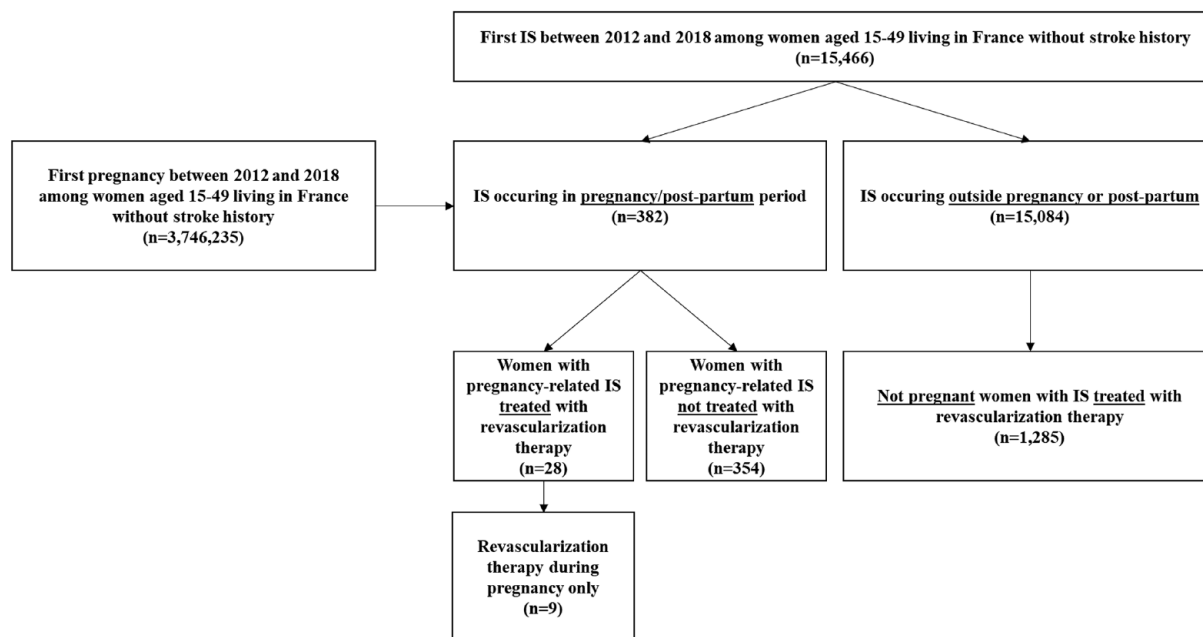 First IS between 2012 and 2018 among women aged 15-49 living in France without stroke history
(n=15,466)
First pregnancy between 2012 and 2018
among women aged 15-49 living in France
without stroke history
(n=3,746,235)
IS occuring in pregnancy/post-partum period
(n=382)
IS occuring outside pregnancy or post-partum
(n=15,084)
Women with
pregnancy-related IS
treated with
revascularization
therapy
(n=28)
Women with
pregnancy-related IS
not treated with
revascularization
therapy
(n=354)
Not pregnant women with IS treated with
revascularization therapy
(n=1,285)
Revascularization
therapy during
pregnancy only
(n=9)